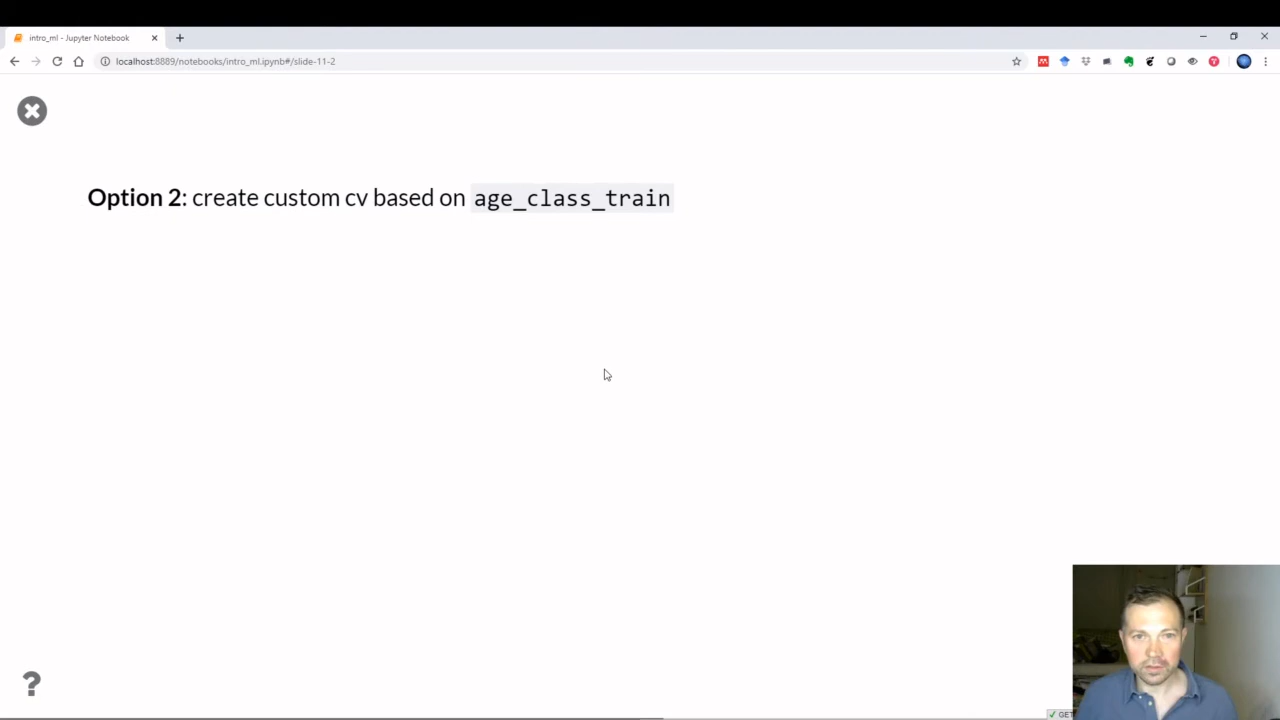 intro_ml - Jupyter Notebook
localhost:8889/notebooks/intro_ml.ipynb#/slide-11-2
Option 2: create custom cv based on age_class_train
?
GET